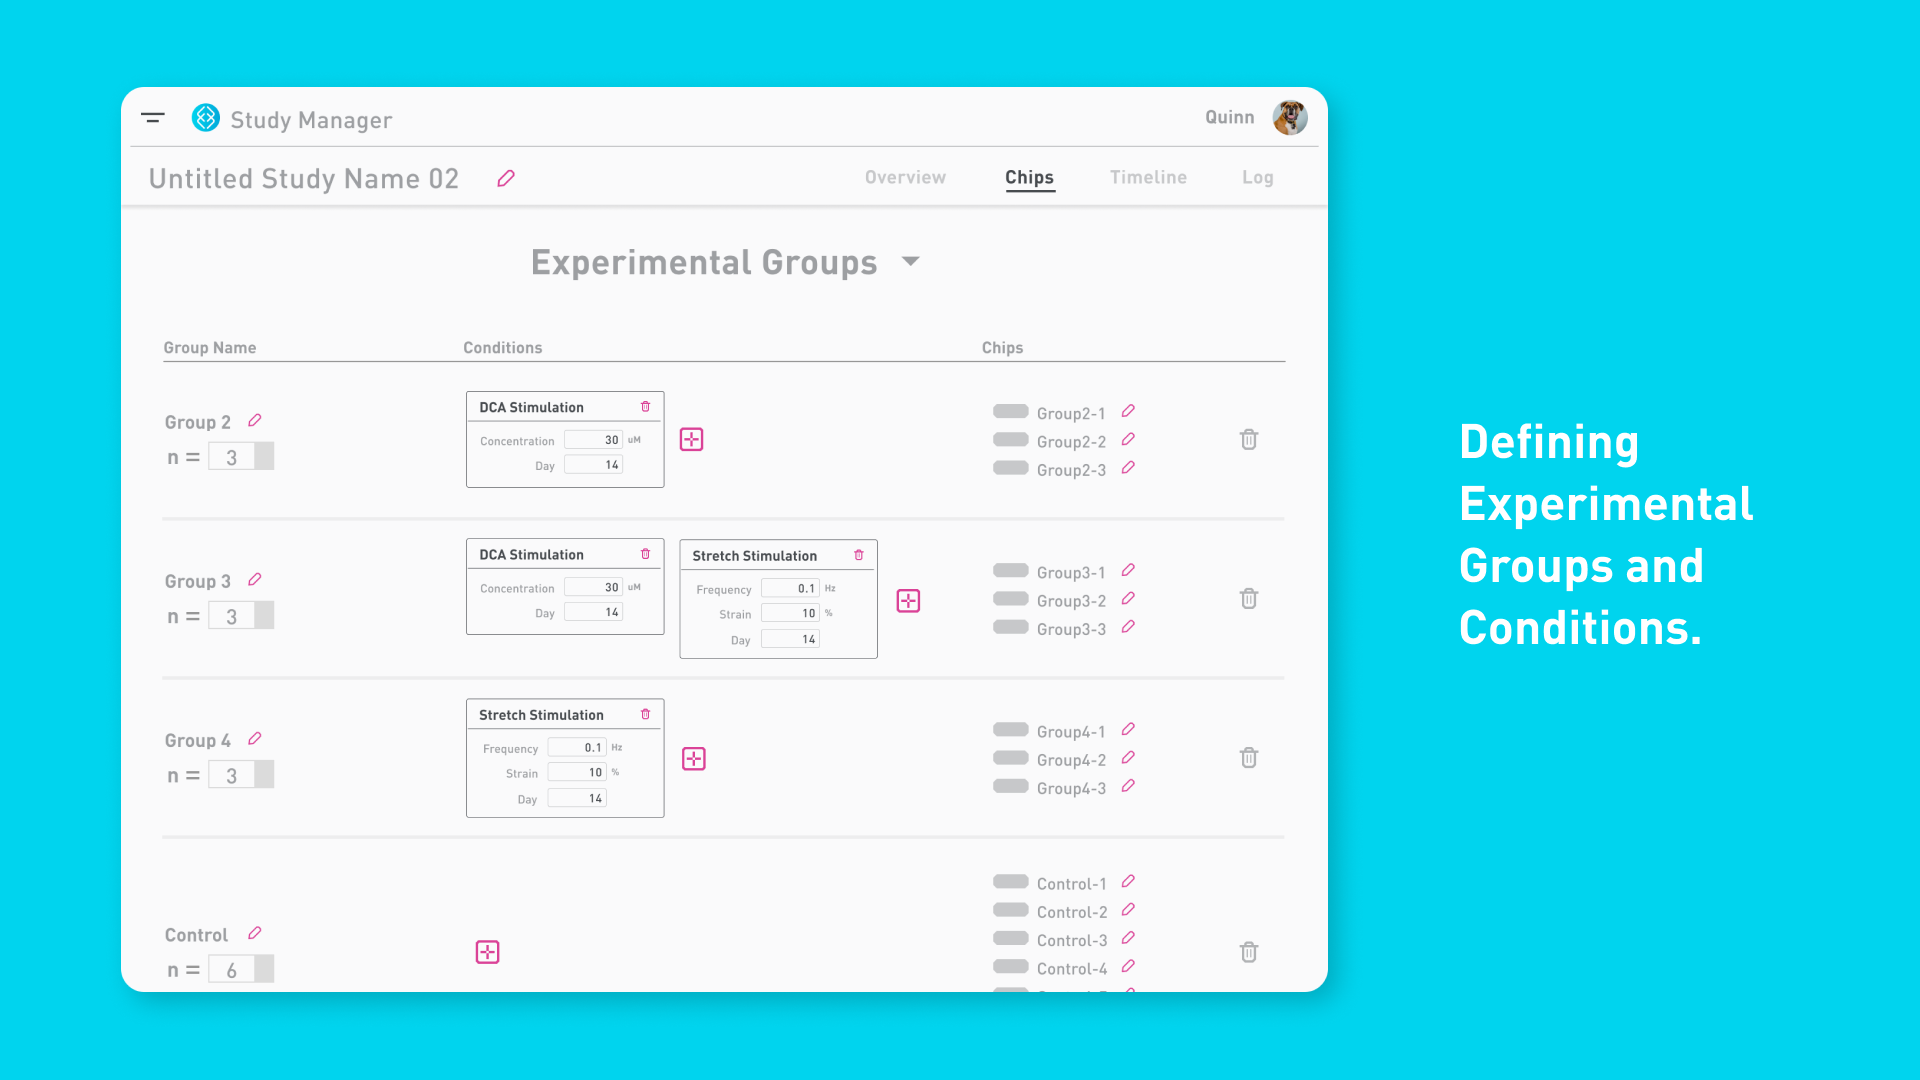 Study Manager
Quinn
Untitled Study Name 02
Overview
Chips
Timeline
Log
Experimental Groups
Group Name
Conditions
Chips
Group 2
n = 3
DCA Stimulation
Concentration 30 uM
Day 14
Group2-1
Group2-2
Group2-3
Group 3
n = 3
DCA Stimulation
Concentration 30 uM
Day 14
Stretch Stimulation
Frequency 0.1 Hz
Strain 10 %
Day 14
Group3-1
Group3-2
Group3-3
Group 4
n = 3
Stretch Stimulation
Frequency 0.1 Hz
Strain 10 %
Day 14
Group4-1
Group4-2
Group4-3
Control
n = 6
Control-1
Control-2
Control-3
Control-4
Defining
Experimental
Groups and
Conditions.